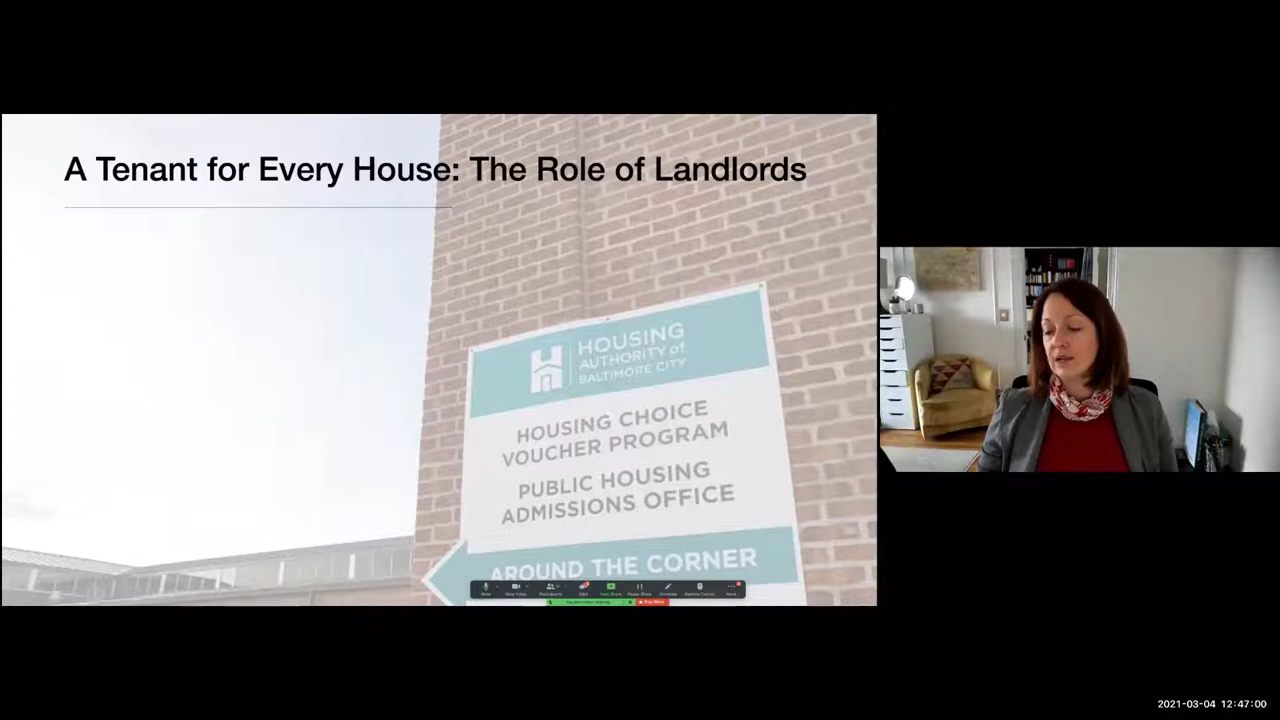 A Tenant for Every House: The Role of Landlords
HOUSING
AUTHORITY of
BALTIMORE CITY
HOUSING CHOICE
VOUCHER PROGRAM
PUBLIC HOUSING
ADMISSIONS OFFICE
AROUND THE CORNER
2021-03-04 12:47:00